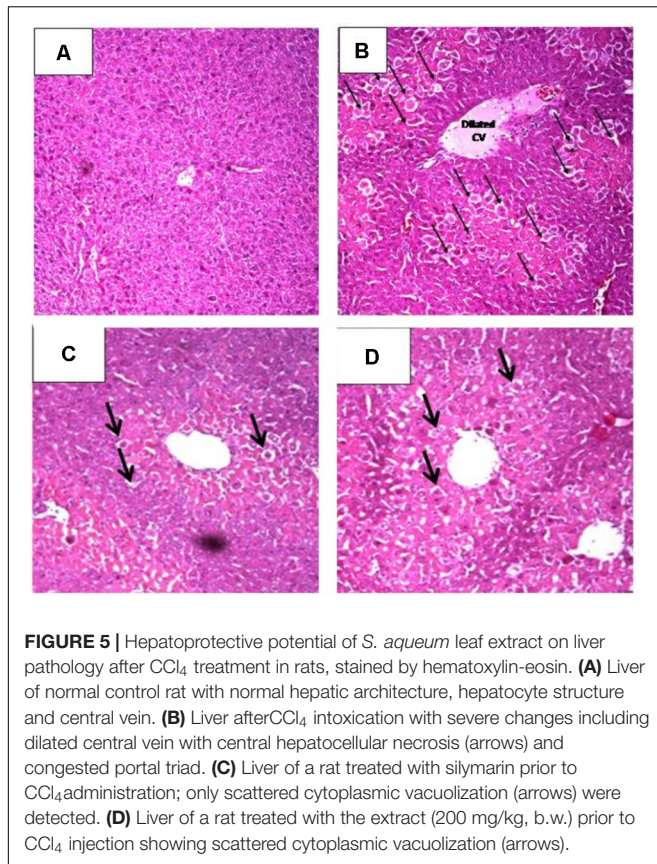 A
B
Dilated
CV
C
D
FIGURE 5 | Hepatoprotective potential of S. aqueum leaf extract on liver
pathology after CCl₄ treatment in rats, stained by hematoxylin-eosin. (A) Liver
of normal control rat with normal hepatic architecture, hepatocyte structure
and central vein. (B) Liver afterCCl₄ intoxication with severe changes including
dilated central vein with central hepatocellular necrosis (arrows) and
congested portal triad. (C) Liver of a rat treated with silymarin prior to
CCl₄administration; only scattered cytoplasmic vacuolization (arrows) were
detected. (D) Liver of a rat treated with the extract (200 mg/kg, b.w.) prior to
CCl₄ injection showing scattered cytoplasmic vacuolization (arrows).